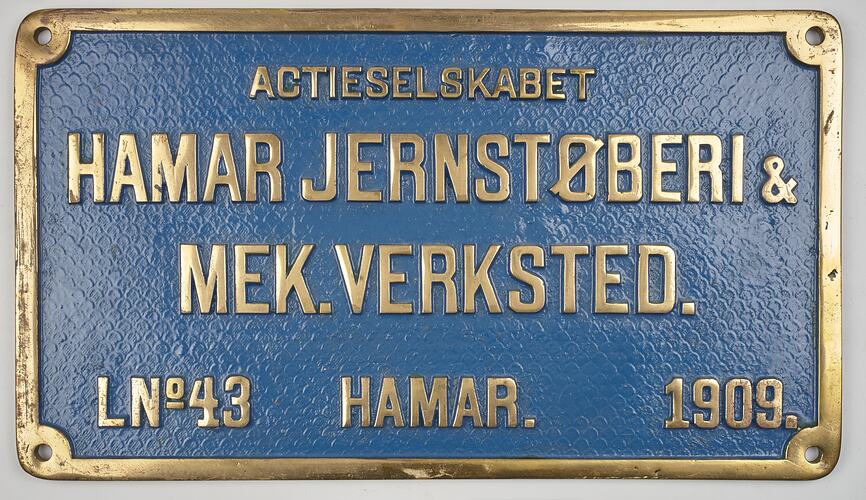 ACTIESELSKABET
HAMAR JERNSTØBERI &
MEK. VERKSTED.
LNº43 HAMAR. 1909.